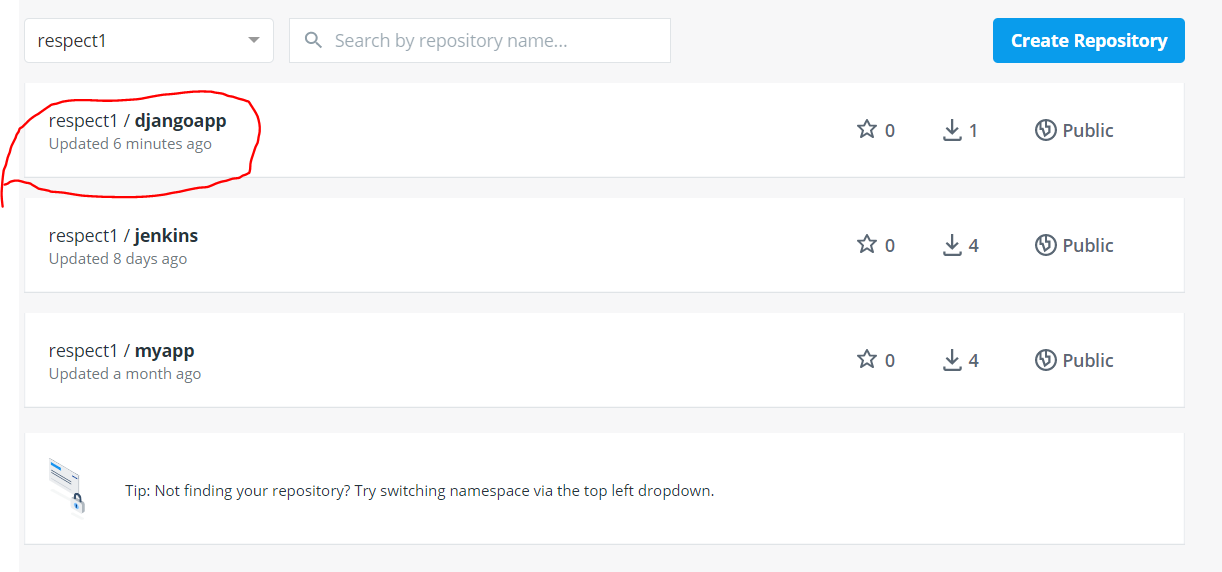 respect1
Search by repository name...
Create Repository
respect1 / djangoapp
Updated 6 minutes ago
0
1
Public
respect1 / jenkins
Updated 8 days ago
0
4
Public
respect1 / myapp
Updated a month ago
0
4
Public
Tip: Not finding your repository? Try switching namespace via the top left dropdown.